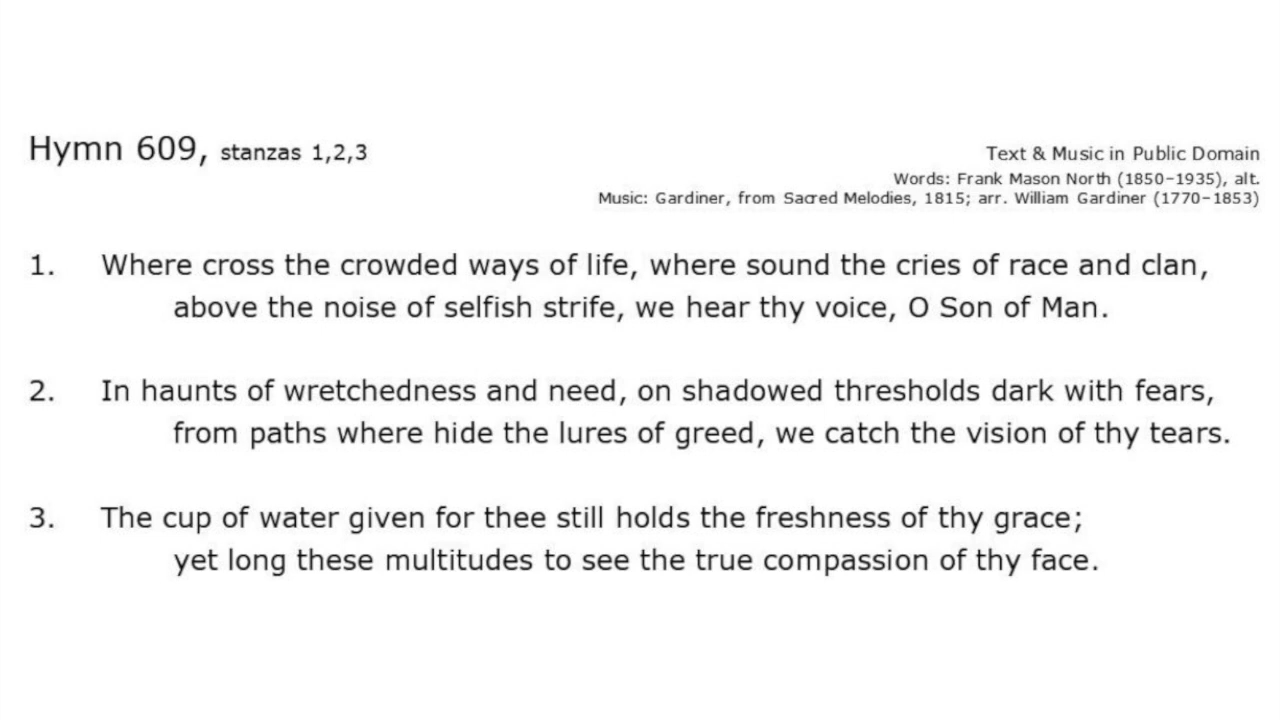 Hymn 609, stanzas 1,2,3
Text & Music in Public Domain
Words: Frank Mason North (1850–1935), alt.
Music: Gardiner, from Sacred Melodies, 1815; arr. William Gardiner (1770–1853)
1. Where cross the crowded ways of life, where sound the cries of race and clan,
above the noise of selfish strife, we hear thy voice, O Son of Man.
2. In haunts of wretchedness and need, on shadowed thresholds dark with fears,
from paths where hide the lures of greed, we catch the vision of thy tears.
3. The cup of water given for thee still holds the freshness of thy grace;
yet long these multitudes to see the true compassion of thy face.